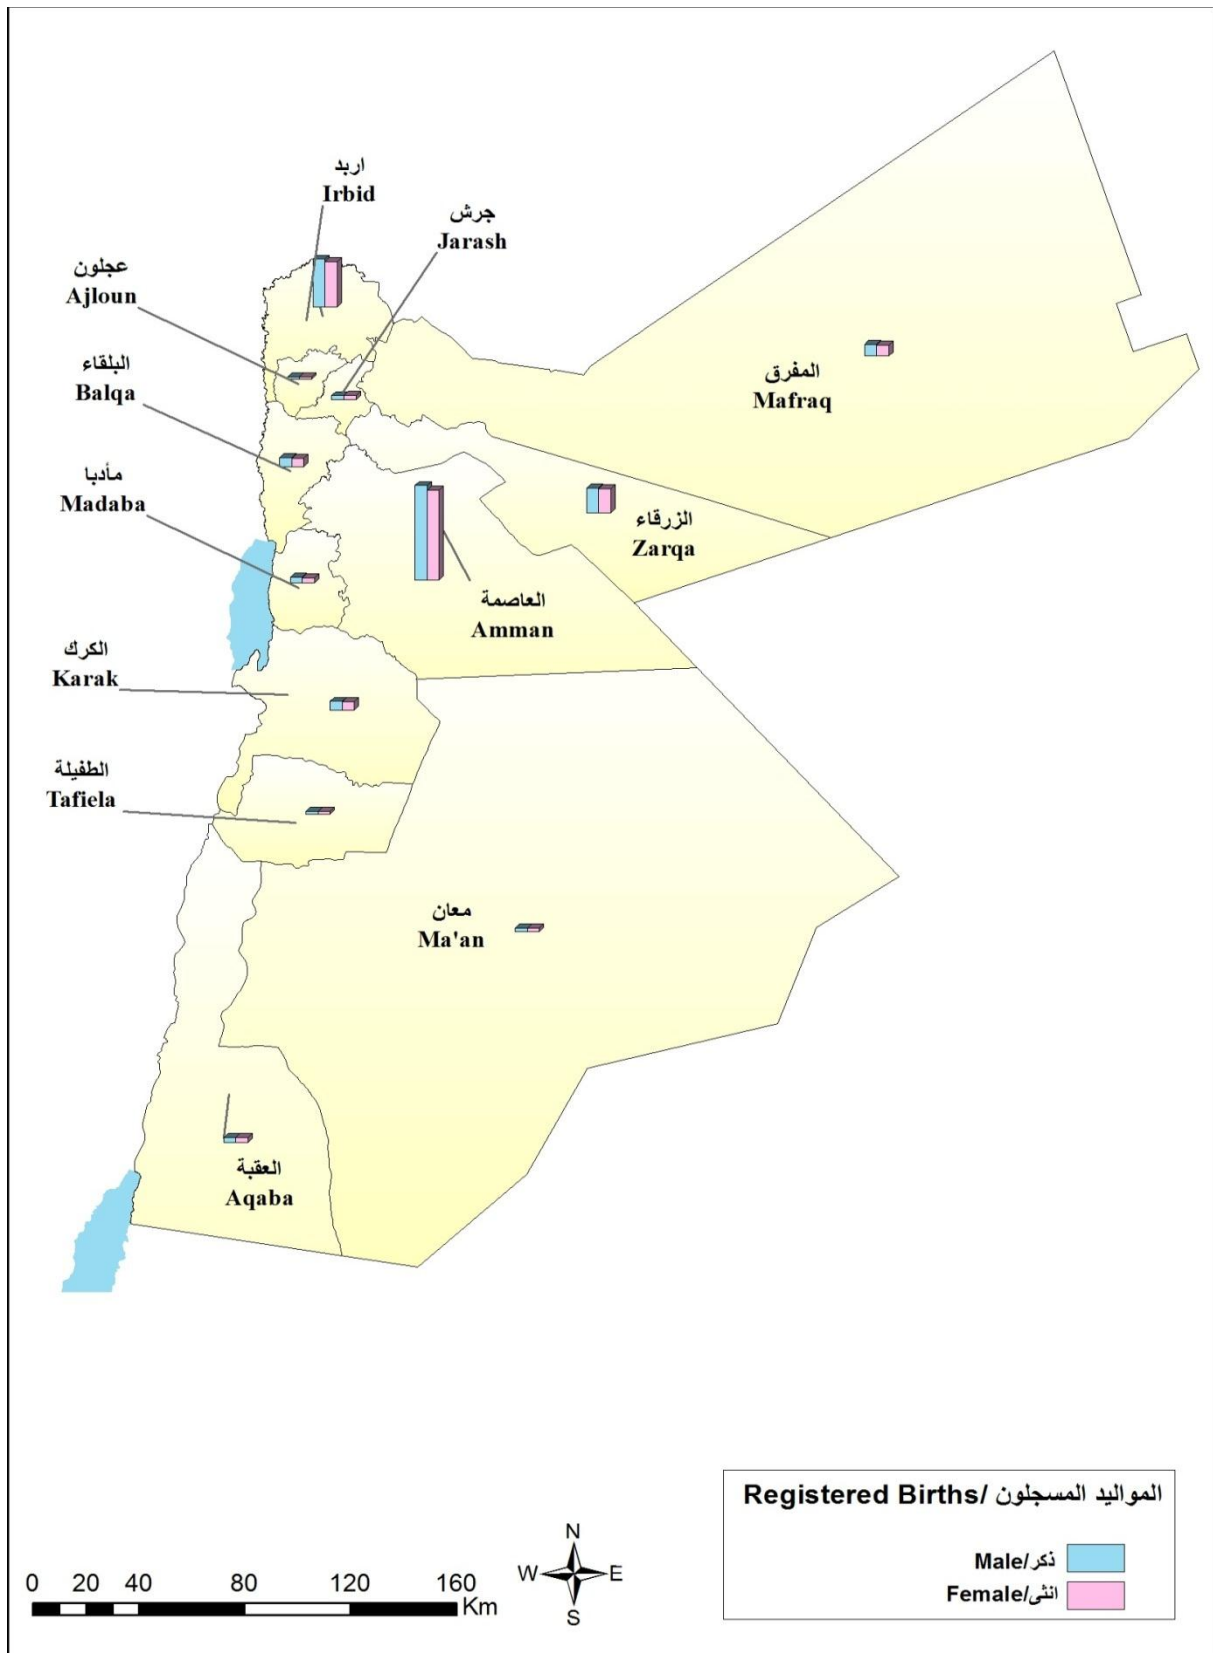 اربد
Irbid
جرش
Jarash
عجلون
Ajloun
البلقاء
Balqa
المفرق
Mafraq
مأدبا
Madaba
الزرقاء
Zarqa
العاصمة
Amman
الكرك
Karak
الطفيلة
Tafiela
معان
Ma'an
العقبة
Aqaba
Registered Births/ المواليد المسجلون
Male/ذكر
Female/انثى
N
W E
S
0 20 40 80 120 160
Km